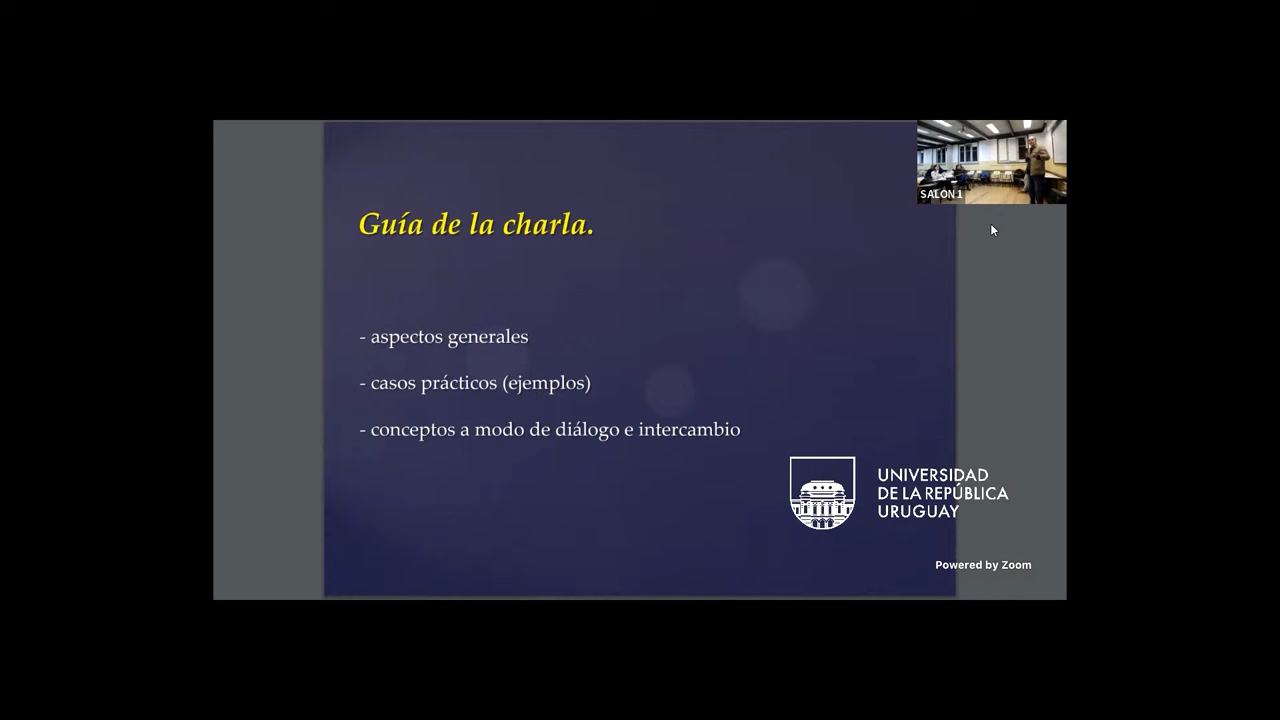 SALON 1
Guía de la charla.
- aspectos generales
- casos prácticos (ejemplos)
- conceptos a modo de diálogo e intercambio
UNIVERSIDAD
DE LA REPÚBLICA
URUGUAY
Powered by Zoom